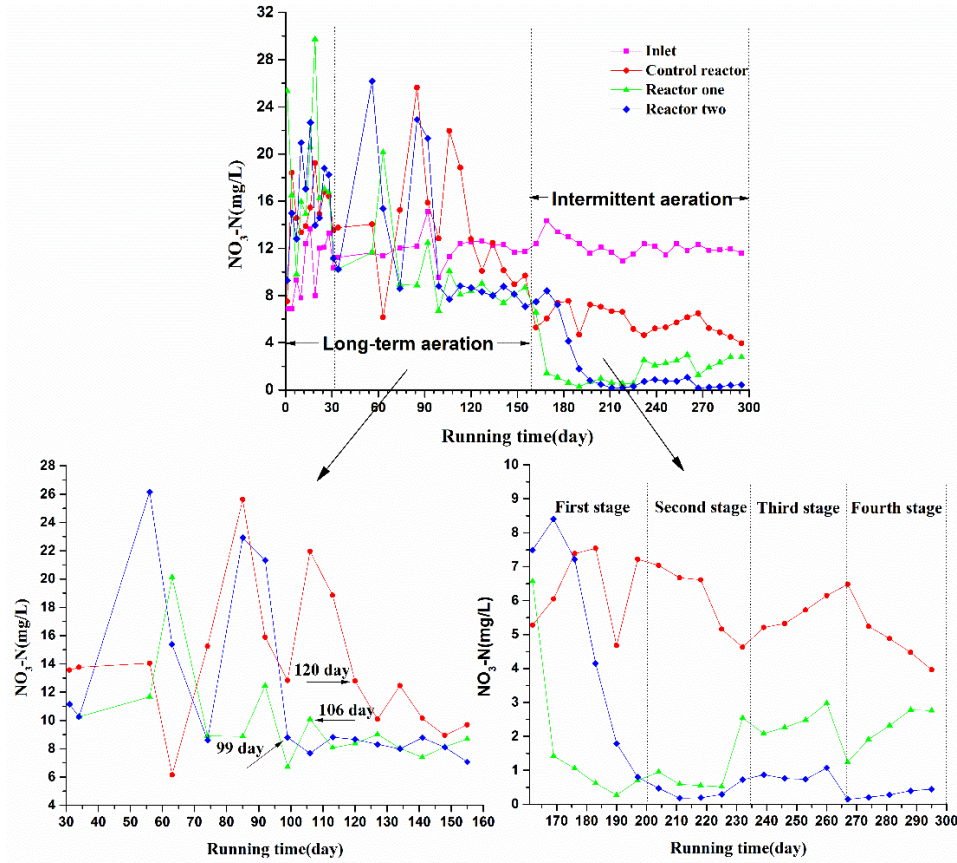 32
28
24
20
16
12
8
4
0
NO3-N(mg/L)
Inlet
Control reactor
Reactor one
Reactor two
Intermittent aeration
Long-term aeration
0 30 60 90 120 150 180 210 240 270 300
Running time(day)
28
26
24
22
20
18
16
14
12
10
8
6
4
NO3-N(mg/L)
120 day
106 day
99 day
30 40 50 60 70 80 90 100 110 120 130 140 150 160
Running time(day)
10
9
8
7
6
5
4
3
2
1
0
NO3-N(mg/L)
First stage Second stage Third stage Fourth stage
170 180 190 200 210 220 230 240 250 260 270 280 290 300
Running time(day)